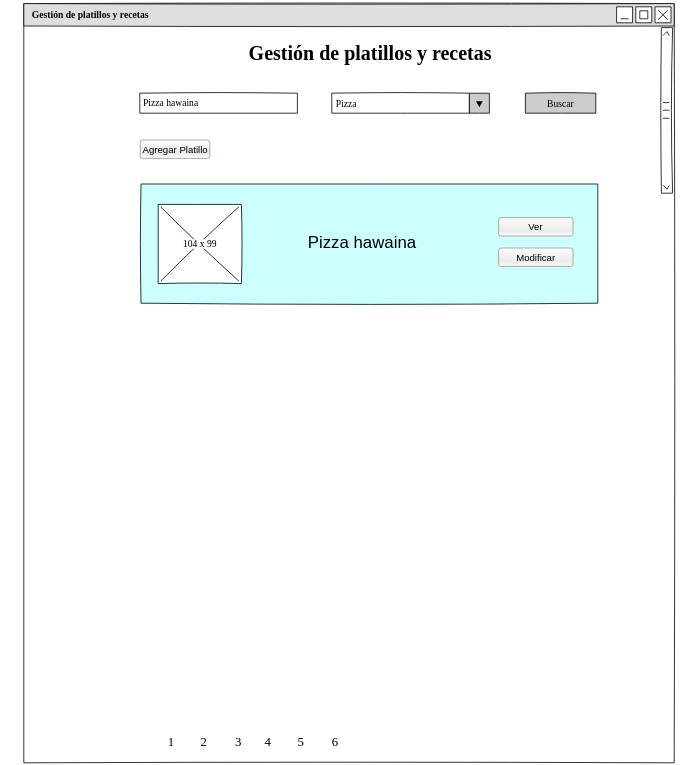 Gestión de platillos y recetas
Gestión de platillos y recetas
Pizza hawaina
Pizza
Buscar
Agregar Platillo
104 x 99
Pizza hawaina
Ver
Modificar
1 2 3 4 5 6